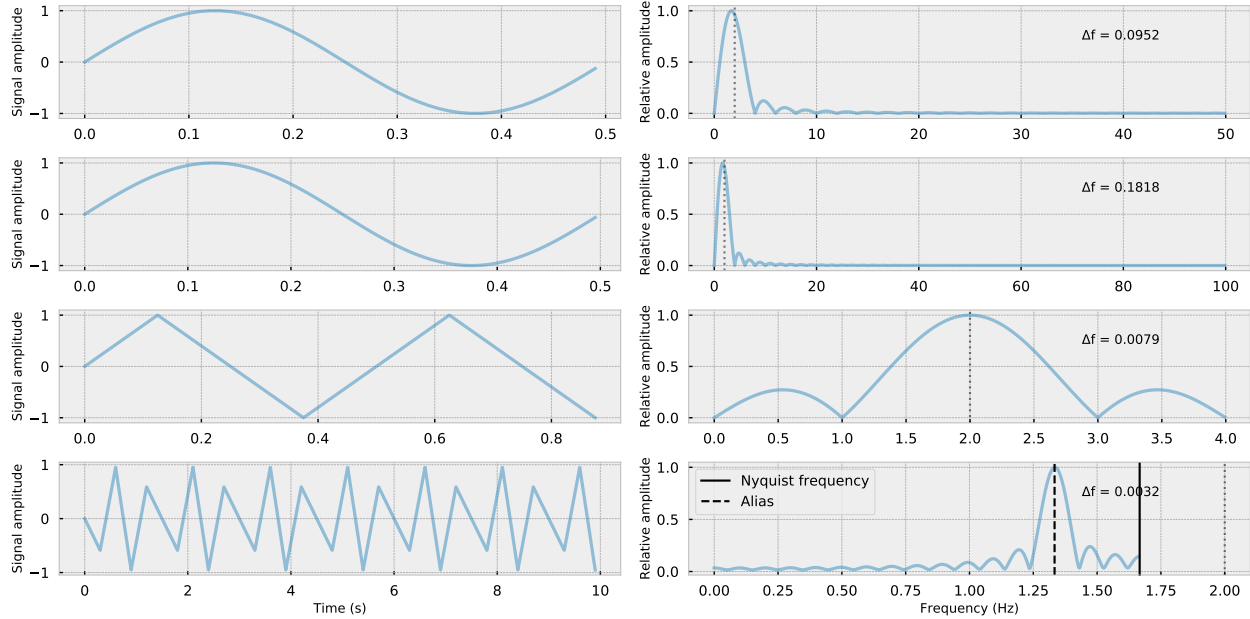 Signal amplitude
1
0
−1
0.0 0.1 0.2 0.3 0.4 0.5
Relative amplitude
1.0
0.5
0.0
Δf = 0.0952
0 10 20 30 40 50
Signal amplitude
1
0
−1
0.0 0.1 0.2 0.3 0.4 0.5
Relative amplitude
1.0
0.5
0.0
Δf = 0.1818
0 20 40 60 80 100
Signal amplitude
1
0
−1
0.0 0.2 0.4 0.6 0.8
Relative amplitude
1.0
0.5
0.0
Δf = 0.0079
0.0 0.5 1.0 1.5 2.0 2.5 3.0 3.5 4.0
Signal amplitude
1
0
−1
0 2 4 6 8 10
Time (s)
Relative amplitude
1.0
0.5
0.0
Nyquist frequency
Alias
Δf = 0.0032
0.00 0.25 0.50 0.75 1.00 1.25 1.50 1.75 2.00
Frequency (Hz)